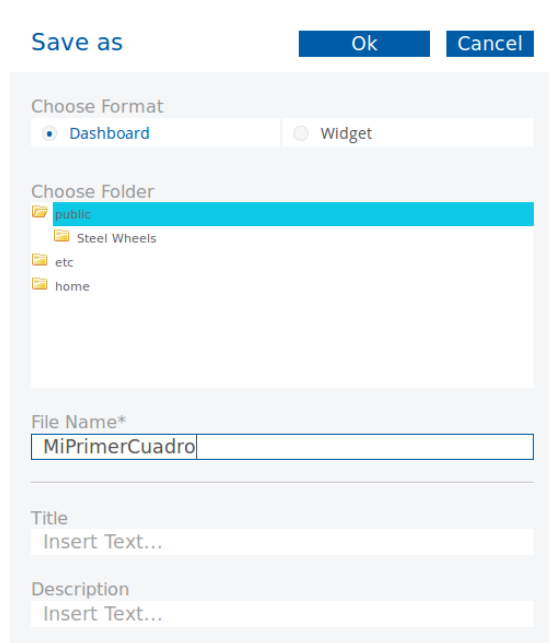 Save as Ok Cancel
Choose Format
Dashboard Widget
Choose Folder
public
Steel Wheels
etc
home
File Name*
MiPrimerCuadro
Title
Insert Text...
Description
Insert Text...